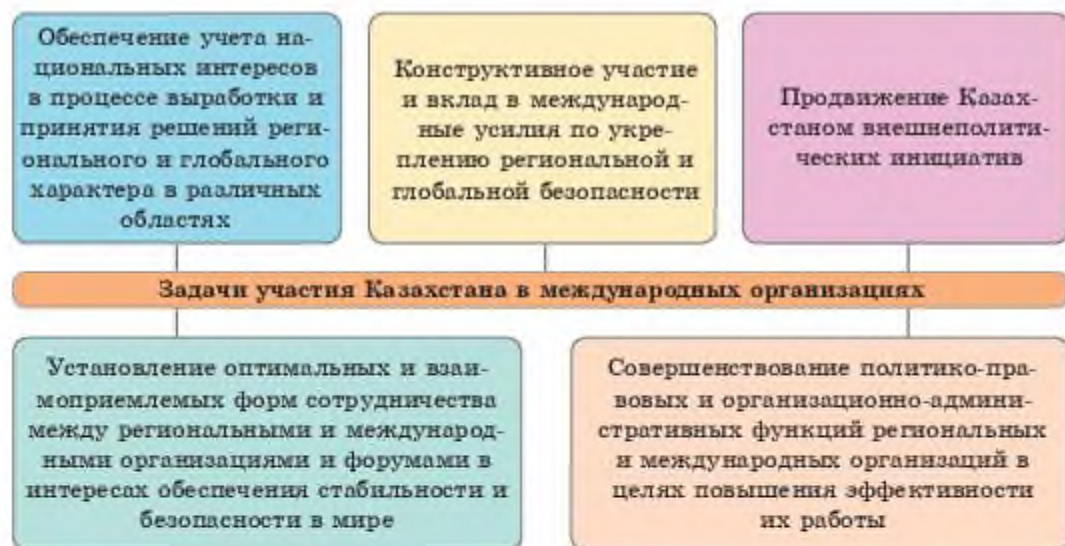 Обеспечение учета на-
циональных интересов
в процессе выработки и
принятия решений реги-
онального и глобального
характера в различных
областях
Конструктивное участие
и вклад в международ-
ные усилия по укре-
плению региональной и
глобальной безопасности
Продвижение Казах-
станом внешнеполити-
ческих инициатив
Задачи участия Казахстана в международных организациях
Установление оптимальных и взаи-
моприемлемых форм сотрудничества
между региональными и международ-
ными организациями и форумами в
интересах обеспечения стабильности и
безопасности в мире
Совершенствование политико-пра-
вовых и организационно-админи-
стративных функций региональных
и международных организаций в
целях повышения эффективности
их работы